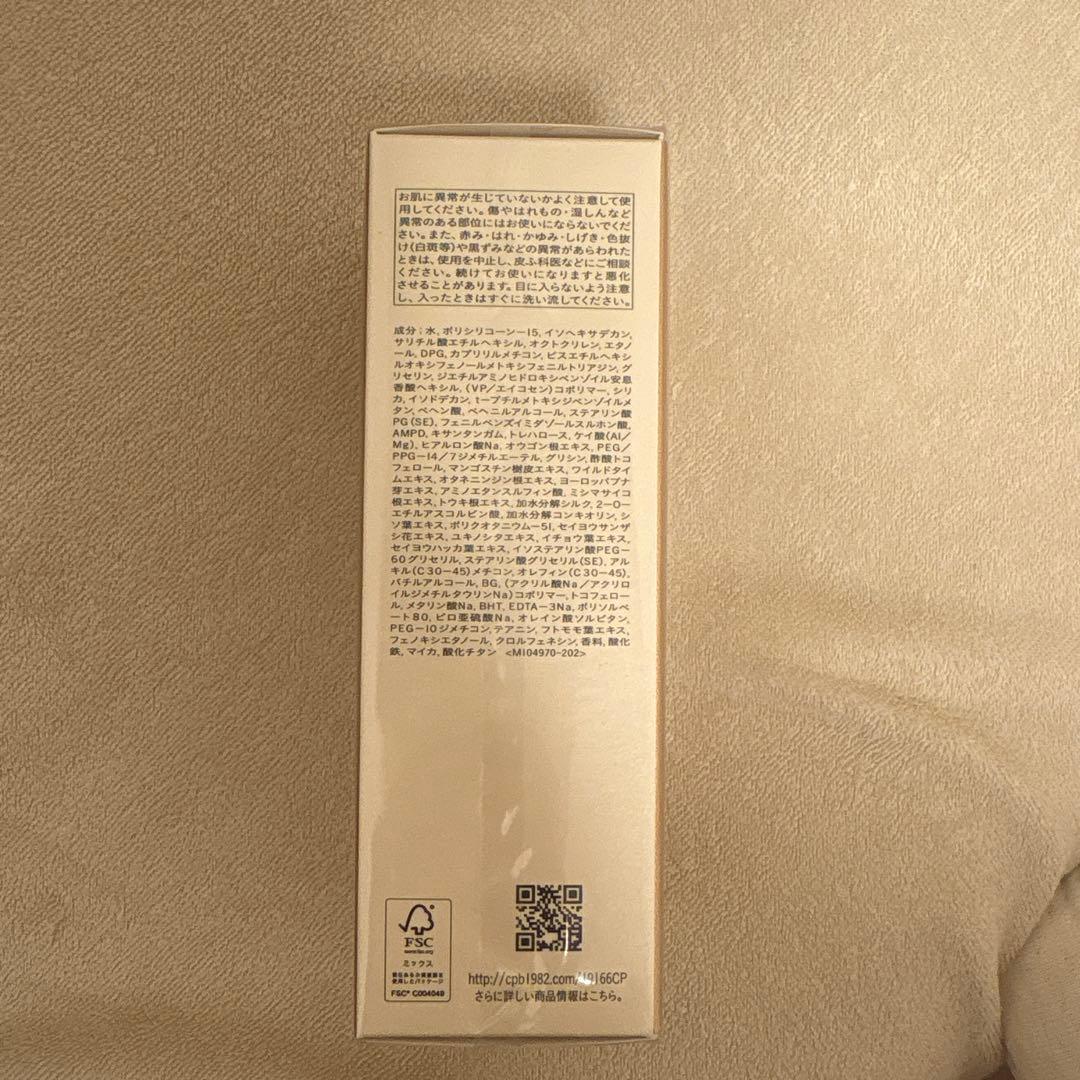 お肌に異常が生じていないかよく注意して使
用してください。傷やはれもの・湿しんなど
異常のある部位にはお使いにならないでくだ
さい。また、赤み・はれ・かゆみ・しげき・色抜
け(白斑等)や黒ずみなどの異常があらわれた
ときは、使用を中止し、皮ふ科医などにご相談
ください。続けてお使いになりますと悪化
させることがあります。目に入らないよう注意
し、入ったときはすぐに洗い流してください。
成分:水, ポリシリコーン-15, イソヘキサデカン,
サリチル酸エチルヘキシル, オクトクリレン, エタノ
ール, DPG, カプリリルメチコン, ビスエチルヘキシ
ルオキシフェノールメトキシフェニルトリアジン, グ
リセリン, ジエチルアミノヒドロキシベンゾイル安息
香酸ヘキシル, (VP/エイコセン)コポリマー, シリ
カ, イソドデカン, t-ブチルメトキシジベンゾイルメ
タン, ベヘン酸, ベヘニルアルコール, ステアリン酸
PG(SE), フェニルベンズイミダゾールスルホン酸,
AMPD, キサンタンガム, トレハロース, ケイ酸(Al/
Mg), ヒアルロン酸Na, オウゴン根エキス, PEG/
PPG-14/7ジメチルエーテル, グリシン, 酢酸トコ
フェロール, マンゴスチン樹皮エキス, ワイルドタイ
ムエキス, オタネニンジン根エキス, ヨーロッパブナ
芽エキス, アミノエタンスルフィン酸, ミシマサイコ
根エキス, トウキ根エキス, 加水分解シルク, 2-O-
エチルアスコルビン酸, 加水分解コンキオリン, シ
ソ葉エキス, ポリクオタニウム-51, セイヨウサンザ
シ花エキス, ユキノシタエキス, イチョウ葉エキス,
セイヨウハッカ葉エキス, イソステアリン酸PEG-
60グリセリル, ステアリン酸グリセリル(SE), アル
キル(C30-45)メチコン, オレフィン(C30-45),
バチルアルコール, BG, (アクリル酸Na/アクリロ
イルジメチルタウリンNa)コポリマー, トコフェロー
ル, メタリン酸Na, BHT, EDTA-3Na, ポリソルベ
ート80, ピロ亜硫酸Na, オレイン酸ソルビタン,
PEG-10ジメチコン, テアニン, フトモモ葉エキス,
フェノキシエタノール, クロルフェネシン, 香料, 酸化
鉄, マイカ, 酸化チタン <MI04970-202>
FSC
www.fsc.org
ミックス
責任ある木質資源を
使用したパッケージ
FSC® C004049
http://cpb1982.com/19166CP
さらに詳しい商品情報はこちら。